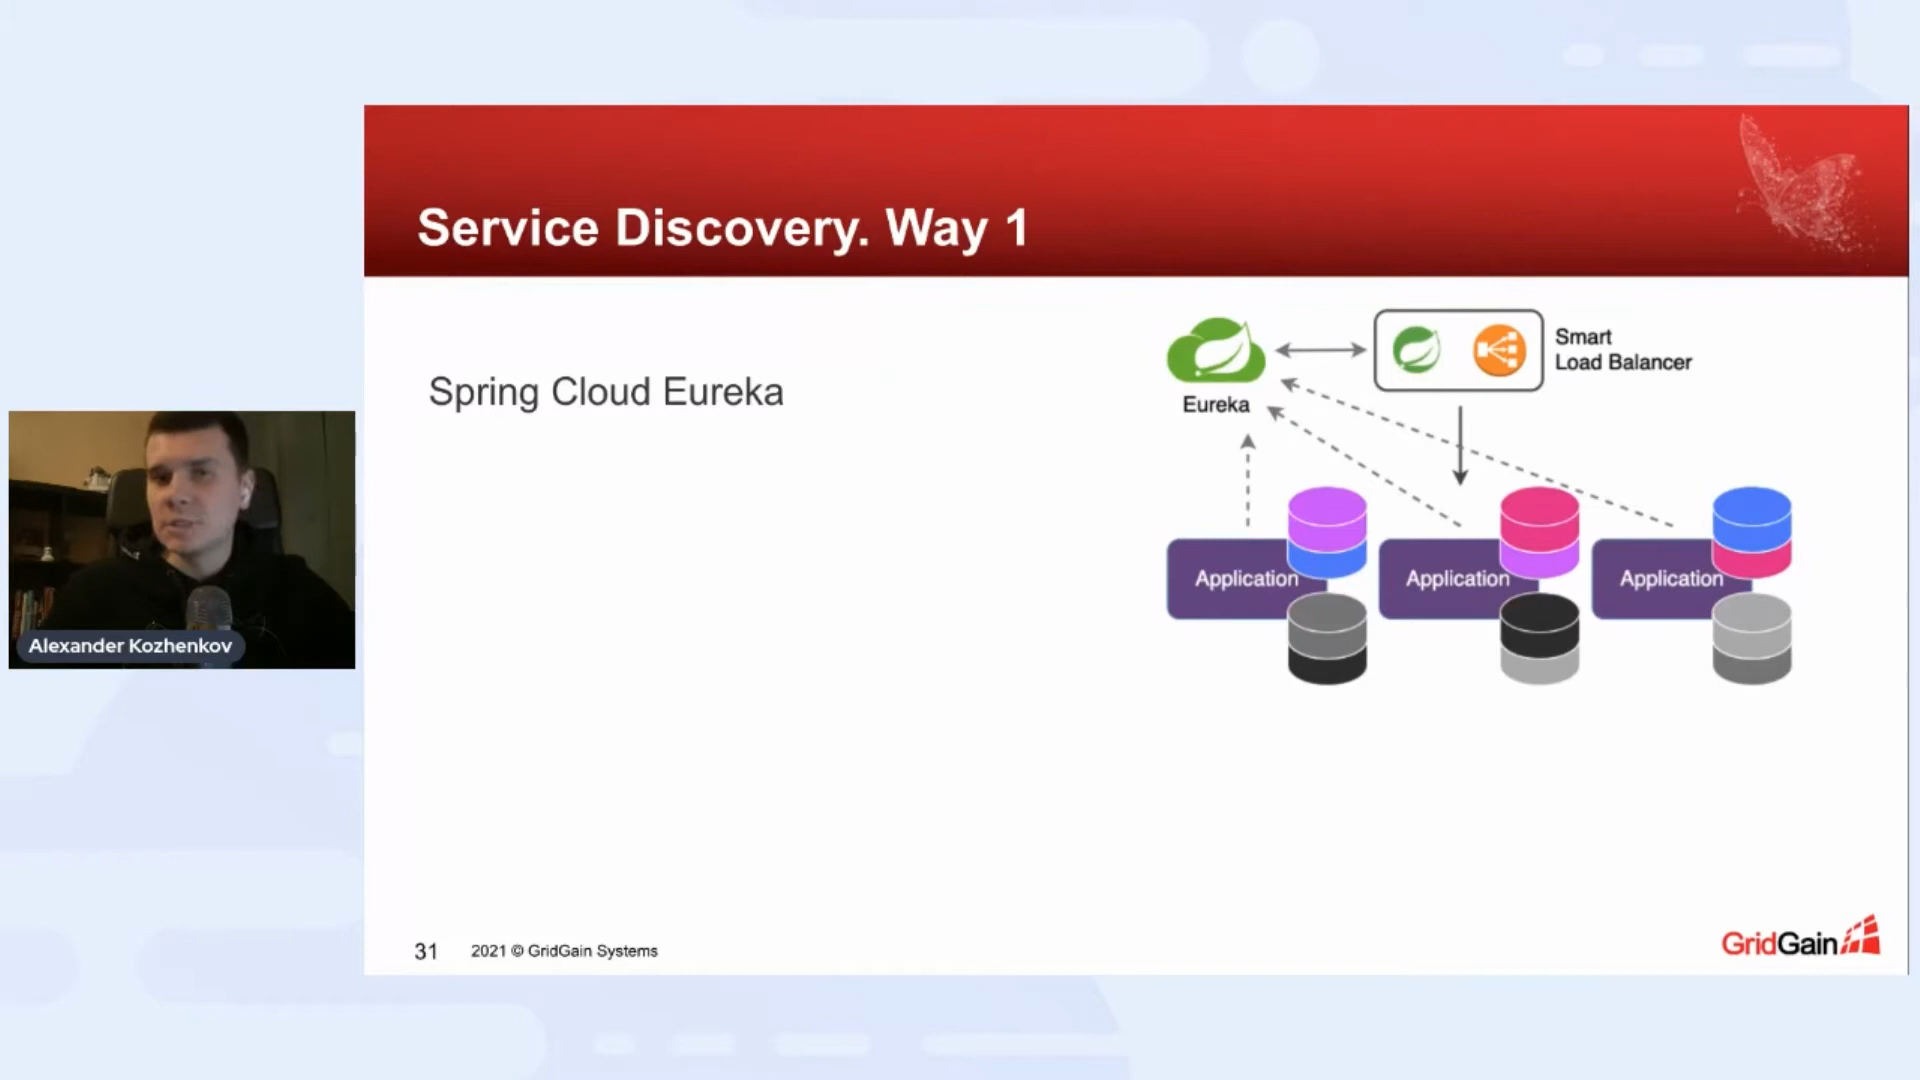 Service Discovery. Way 1
Spring Cloud Eureka
Eureka
Smart
Load Balancer
Application
Application
Application
Alexander Kozhenkov
31
2021 © GridGain Systems
GridGain